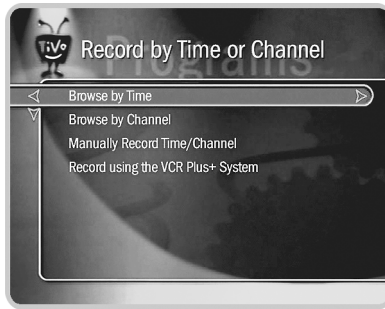 TiVo
Programs
Record by Time or Channel
Browse by Time
Browse by Channel
Manually Record Time/Channel
Record using the VCR Plus+ System